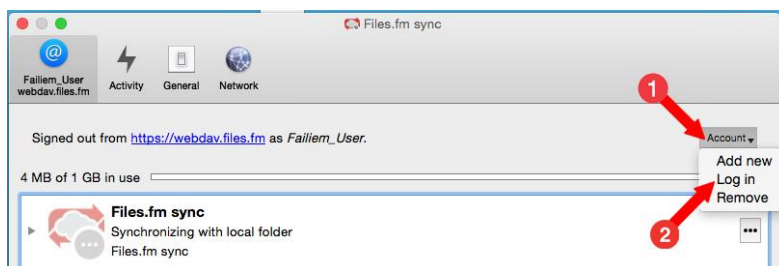 Files.fm sync
Failiem_User
webdav.files.fm
Activity
General
Network
1
Signed out from https://webdav.files.fm as Failiem_User.
Account
Add new
Log in
Remove
4 MB of 1 GB in use
2
Files.fm sync
Synchronizing with local folder
Files.fm sync